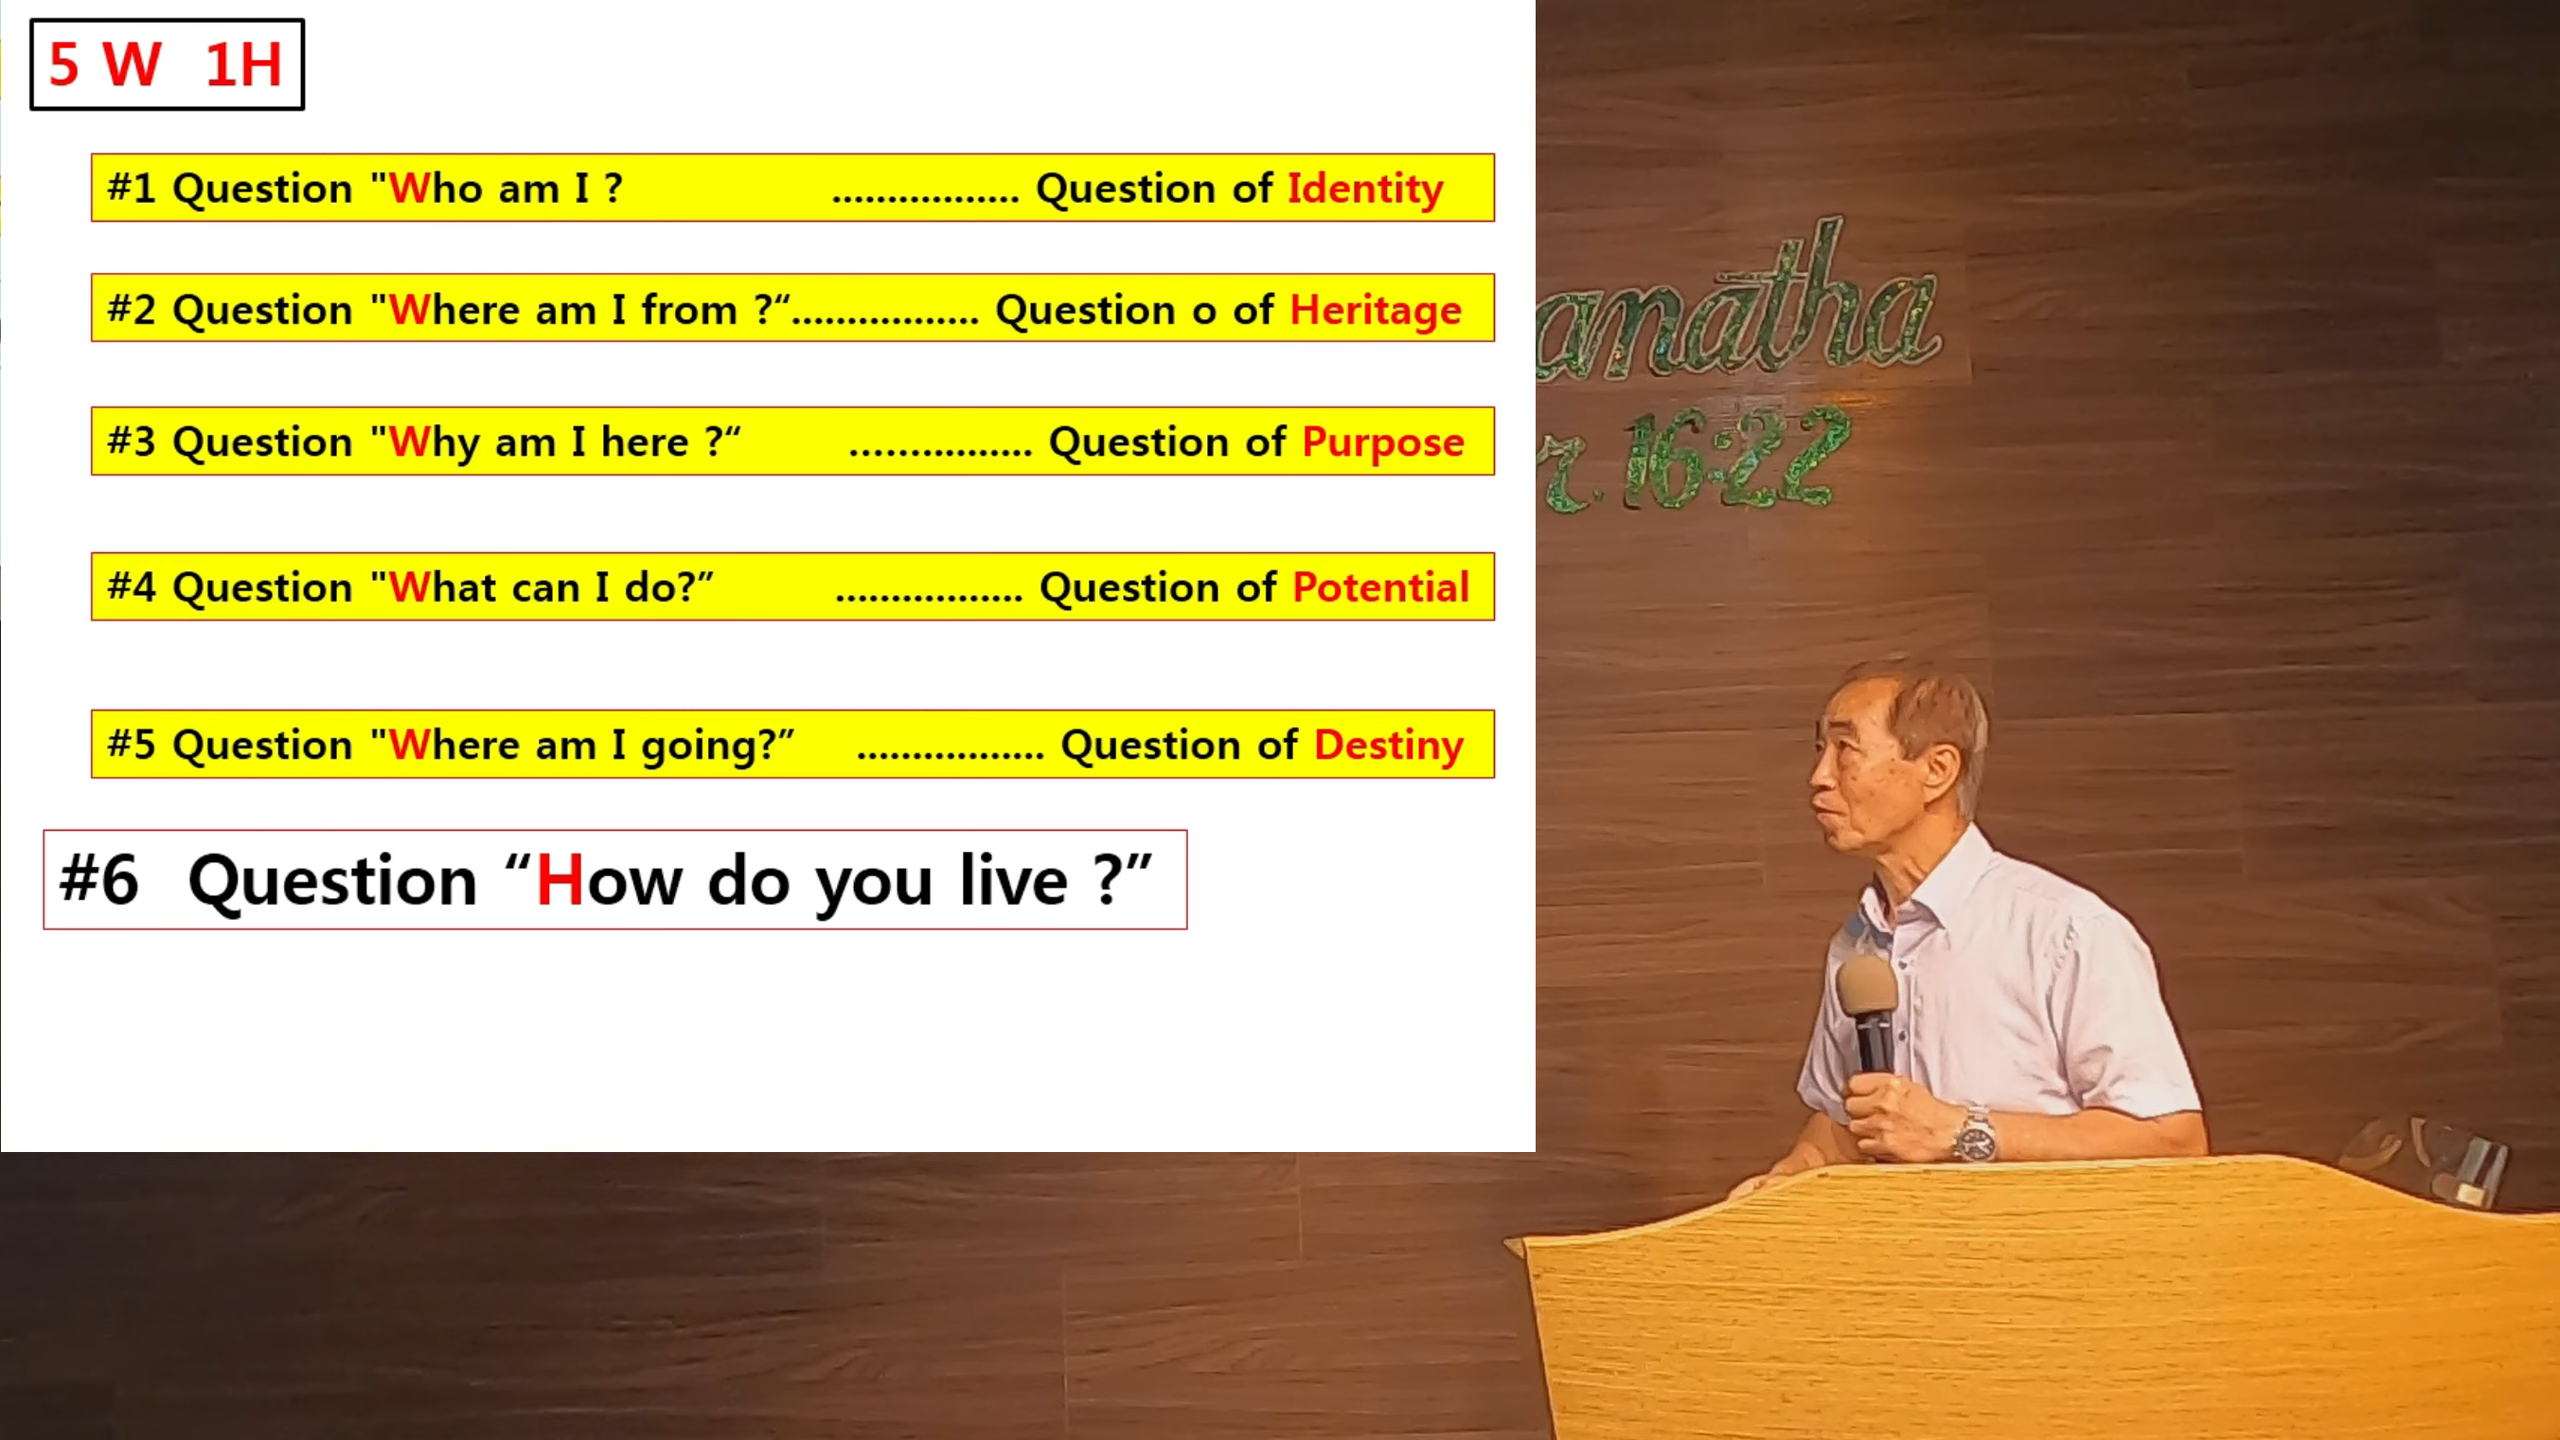 5 W 1H
#1 Question "Who am I ? ................. Question of Identity
#2 Question "Where am I from ?“................. Question o of Heritage
#3 Question "Why am I here ?“ ................. Question of Purpose
#4 Question "What can I do?” ................. Question of Potential
#5 Question "Where am I going?” ................. Question of Destiny
#6 Question “How do you live ?”
anatha
r. 16:22